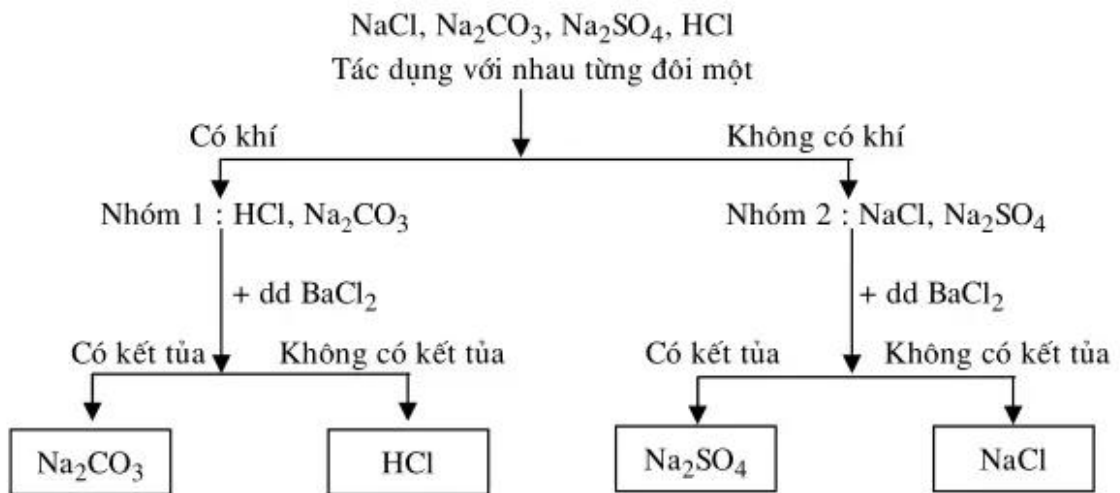 NaCl, Na₂CO₃, Na₂SO₄, HCl
Tác dụng với nhau từng đôi một
Có khí Không có khí
Nhóm 1 : HCl, Na₂CO₃ Nhóm 2 : NaCl, Na₂SO₄
+ dd BaCl₂ + dd BaCl₂
Có kết tủa Không có kết tủa Có kết tủa Không có kết tủa
Na₂CO₃ HCl Na₂SO₄ NaCl